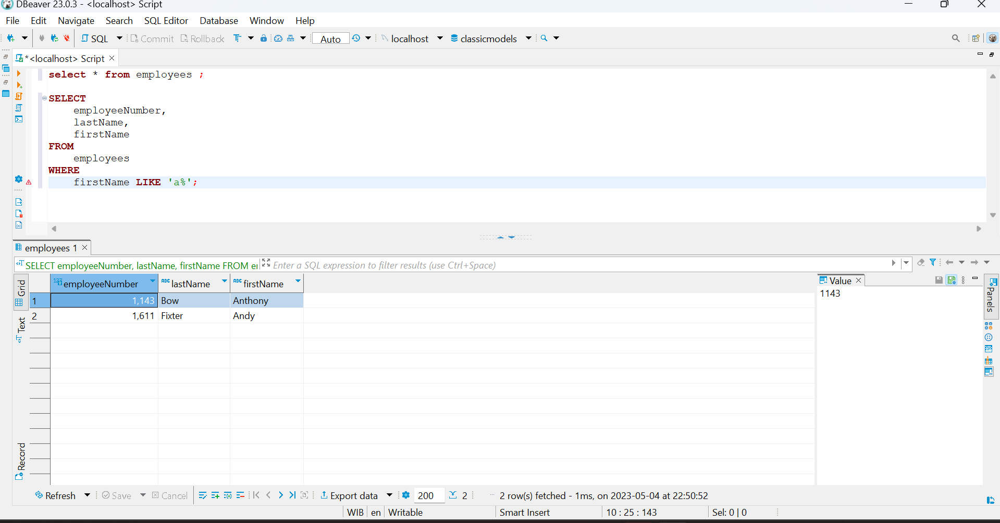 DBeaver 23.0.3 - <localhost> Script
File Edit Navigate Search SQL Editor Database Window Help
SQL Commit Rollback Auto localhost classicmodels
*<localhost> Script
select * from employees ;
SELECT
employeeNumber,
lastName,
firstName
FROM
employees
WHERE
firstName LIKE 'a%';
employees 1
SELECT employeeNumber, lastName, firstName FROM Enter a SQL expression to filter results (use Ctrl+Space)
Grid
Text
Record
123 employeeNumber ABC lastName ABC firstName
1 1,143 Bow Anthony
2 1,611 Fixter Andy
Value
1143
Panels
Refresh Save Cancel Export data 200 2 2 row(s) fetched - 1ms, on 2023-05-04 at 22:50:52
WIB en Writable Smart Insert 10 : 25 : 143 Sel: 0 | 0